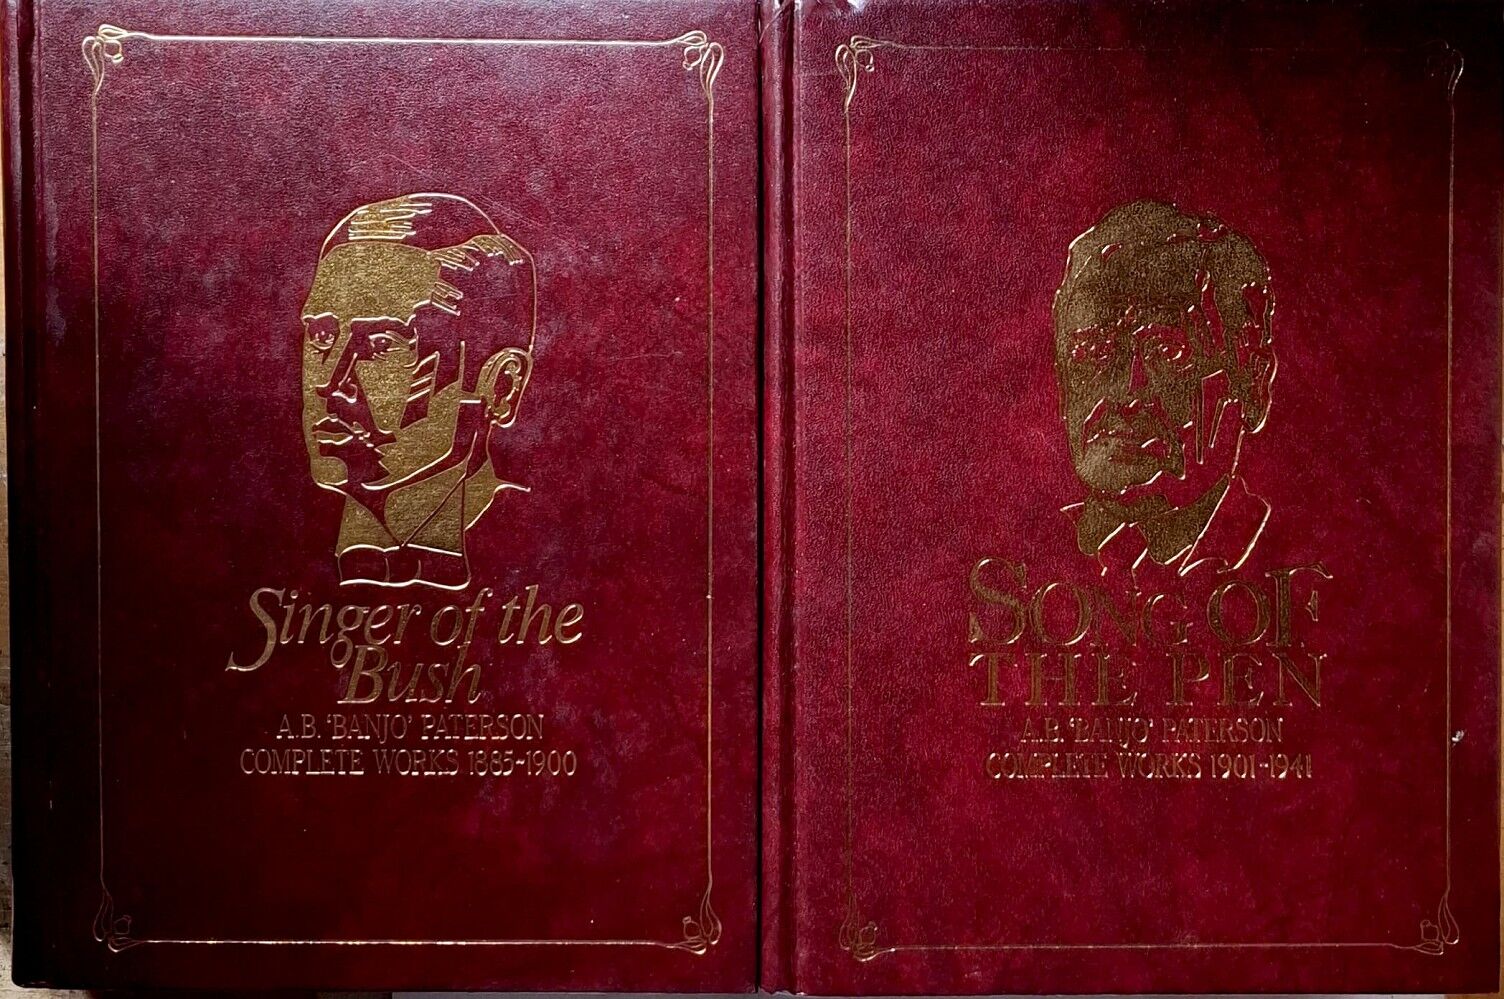 Singer of the
Bush
A.B. ‘BANJO’ PATERSON
COMPLETE WORKS 1885-1900
SONG OF
THE PEN
A.B. ‘BANJO’ PATERSON
COMPLETE WORKS 1901-1941